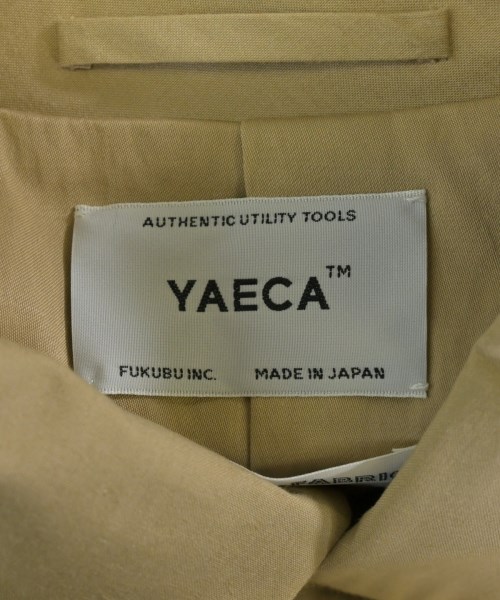 AUTHENTIC UTILITY TOOLS
YAECA™
FUKUBU INC. MADE IN JAPAN